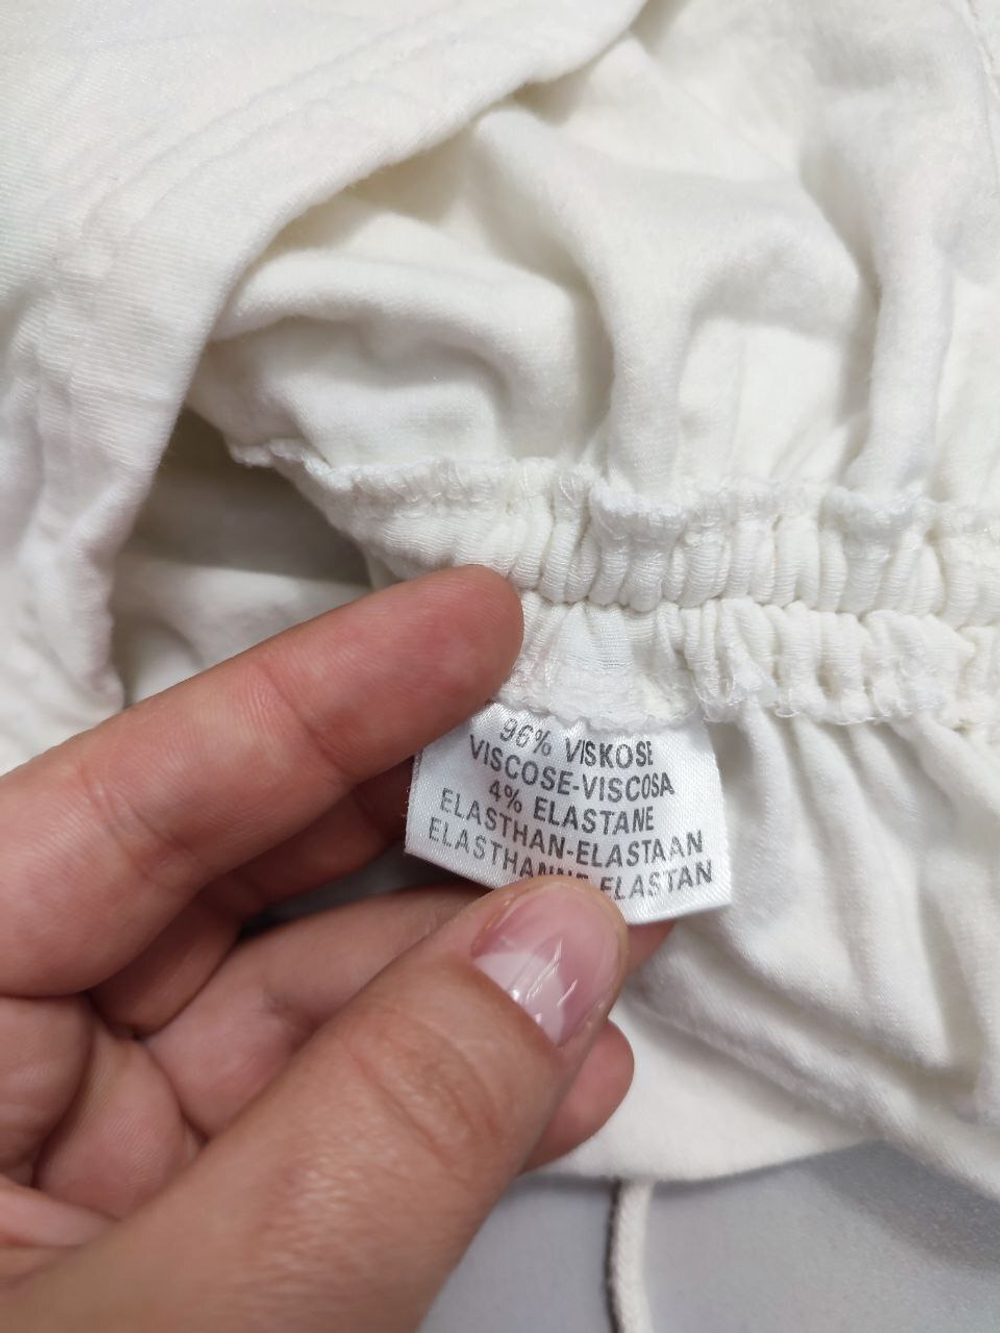 96% VISKOSE
VISCOSE-VISCOSA
4% ELASTANE
ELASTHAN-ELASTAAN
ELASTHANNE-ELASTAN